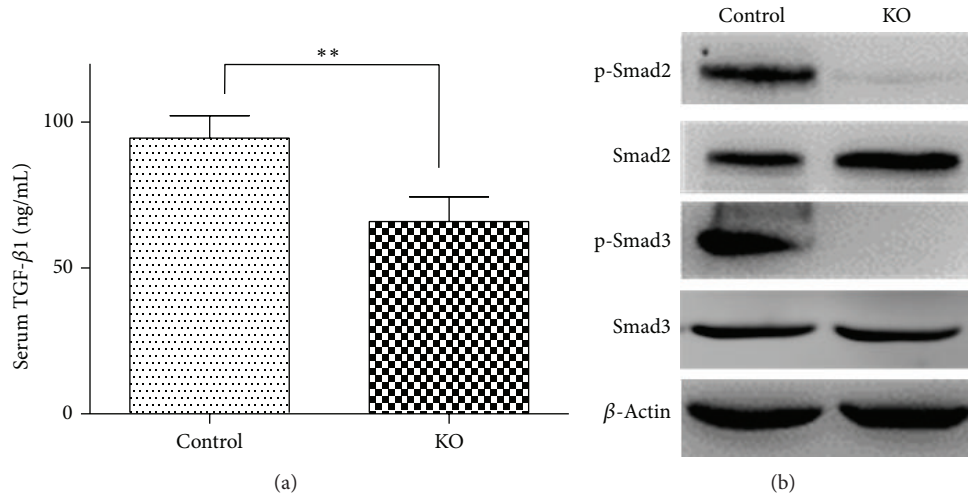 **
Serum TGF-β1 (ng/mL)
100
50
0
Control
KO
(a)
Control KO
p-Smad2
Smad2
p-Smad3
Smad3
β-Actin
(b)